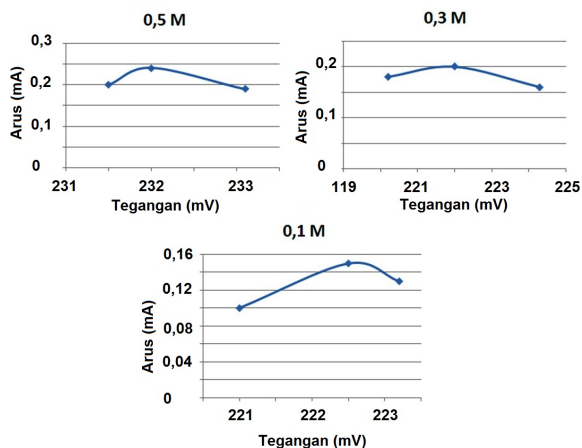 0,5 M
0,3
0,2
0,1
0
Arus (mA)
231 232 233
Tegangan (mV)
0,3 M
0,2
0,1
0
Arus (mA)
119 221 223 225
Tegangan (mV)
0,1 M
0,16
0,12
0,08
0,04
0
Arus (mA)
221 222 223
Tegangan (mV)